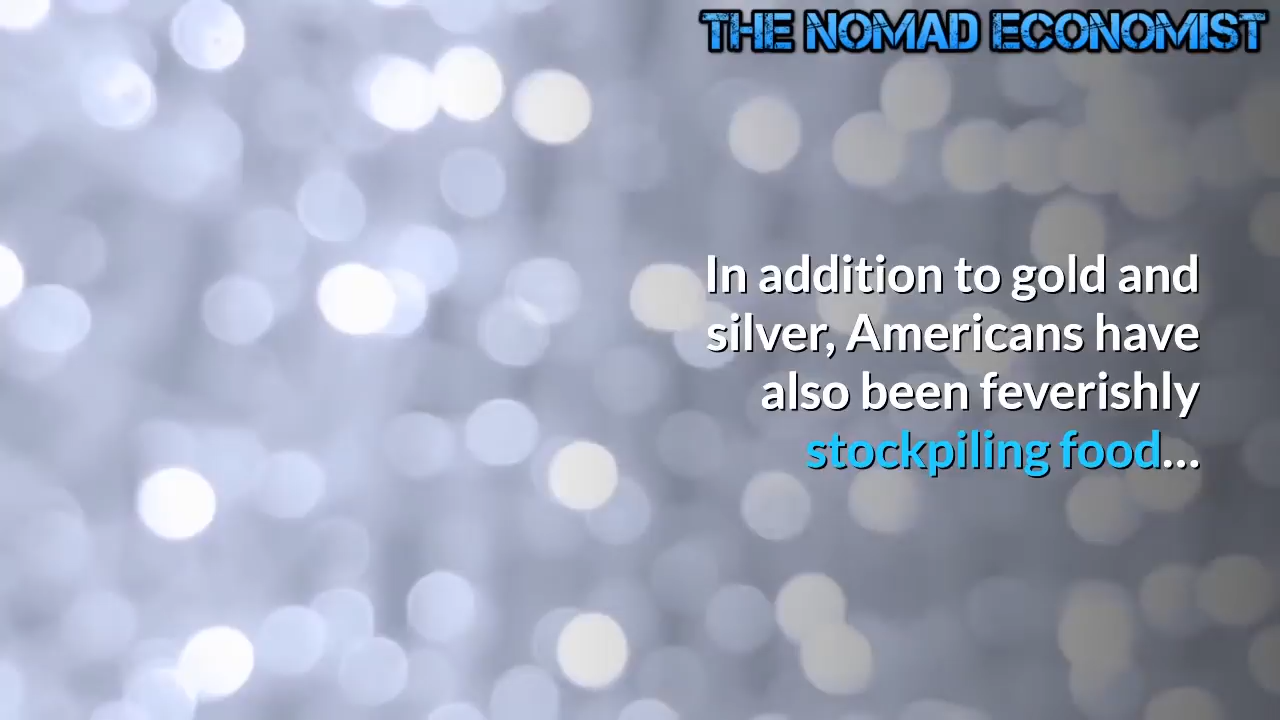 THE NOMAD ECONOMIST
In addition to gold and
silver, Americans have
also been feverishly
stockpiling food...